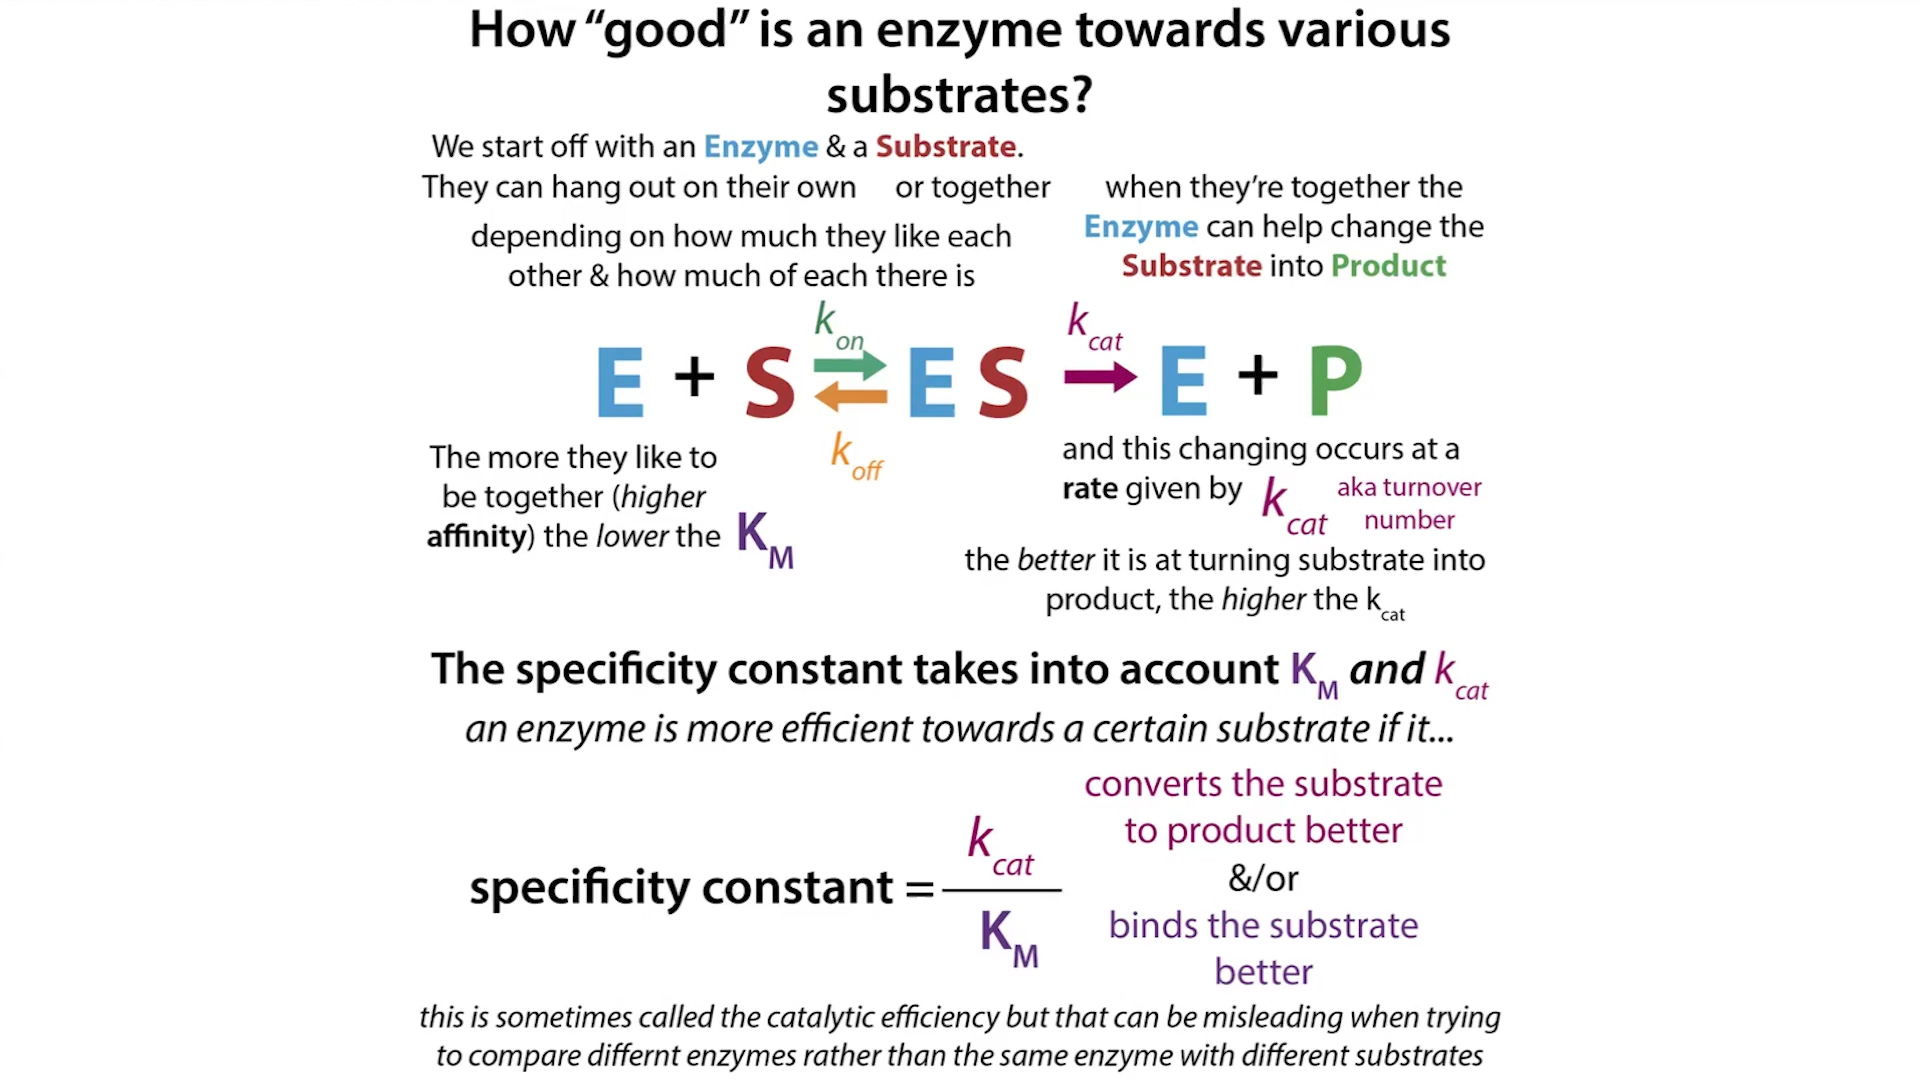 How “good” is an enzyme towards various
substrates?
We start off with an Enzyme & a Substrate.
They can hang out on their own or together
depending on how much they like each
other & how much of each there is
when they’re together the
Enzyme can help change the
Substrate into Product
k on
k cat
E + S E S E + P
k off
The more they like to
be together (higher
affinity) the lower the KM
and this changing occurs at a
rate given by k cat aka turnover
number
the better it is at turning substrate into
product, the higher the kcat
The specificity constant takes into account KM and kcat
an enzyme is more efficient towards a certain substrate if it...
specificity constant = kcat
KM
converts the substrate
to product better
&/or
binds the substrate
better
this is sometimes called the catalytic efficiency but that can be misleading when trying
to compare differnt enzymes rather than the same enzyme with different substrates